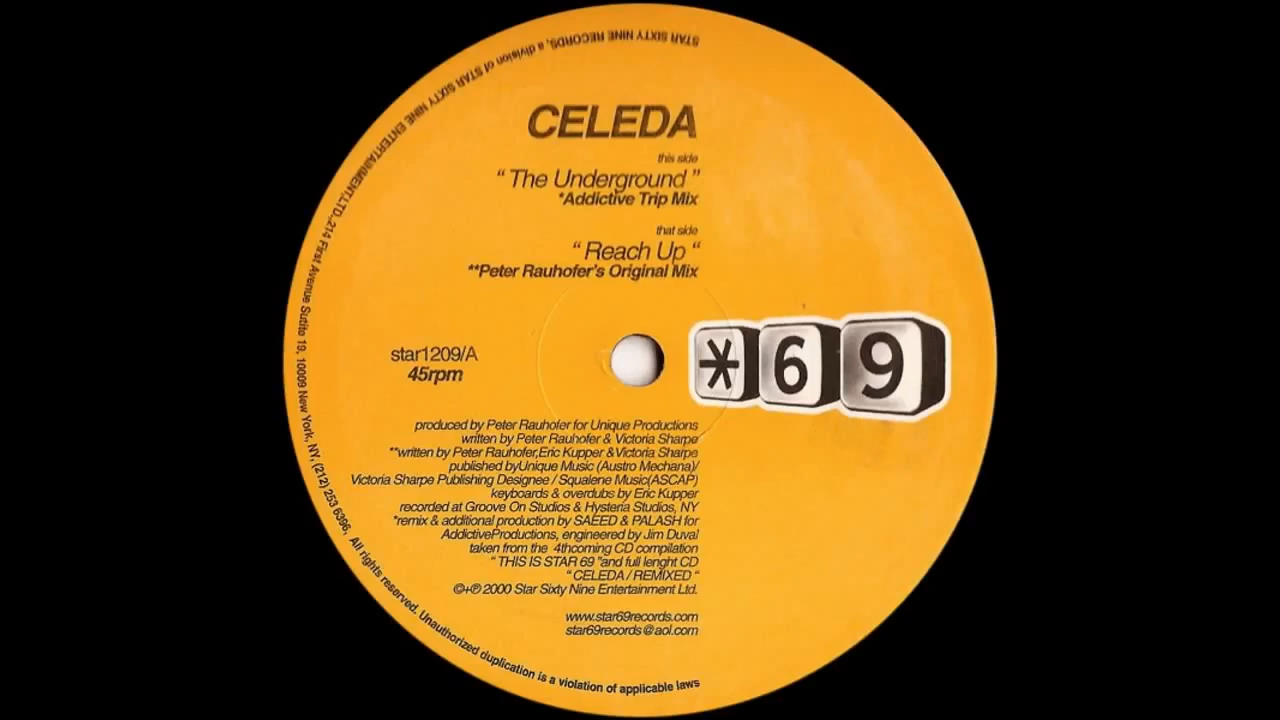 STAR SIXTY NINE RECORDS, a division of STAR SIXTY NINE ENTERTAINMENT,LTD.,214 First Avenue Sutite 19, 10009 New York, NY, (212) 253 6396, All rights reserved. Unauthorized duplication is a violation of applicable laws
CELEDA
this side
“ The Underground ”
*Addictive Trip Mix
that side
“ Reach Up “
**Peter Rauhofer's Original Mix
*69
star1209/A
45rpm
produced by Peter Rauhofer for Unique Productions
written by Peter Rauhofer & Victoria Sharpe
**written by Peter Rauhofer,Eric Kupper &Victoria Sharpe
published byUnique Music (Austro Mechana)/
Victoria Sharpe Publishing Designee / Squalene Music(ASCAP)
keyboards & overdubs by Eric Kupper
recorded at Groove On Studios & Hysteria Studios, NY
*remix & additional production by SAEED & PALASH for
AddictiveProductions, engineered by Jim Duval
taken from the 4thcoming CD compilation
“ THIS IS STAR 69 ”and full lenght CD
“ CELEDA / REMIXED “
©+℗ 2000 Star Sixty Nine Entertainment Ltd.
www.star69records.com
star69records@aol.com